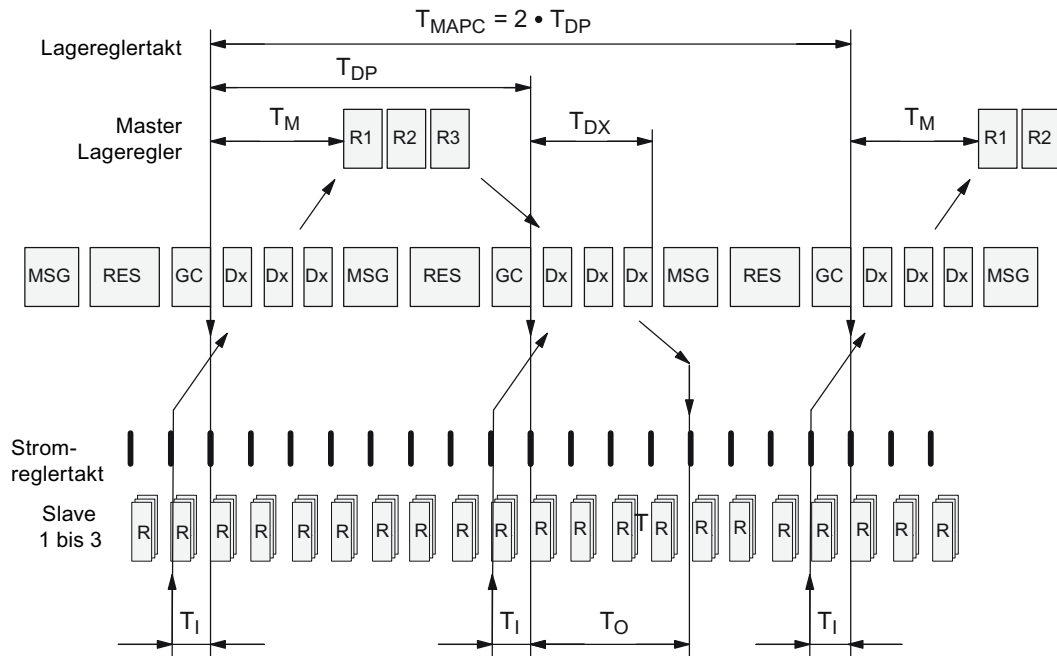 T_MAPC = 2 • T_DP
Lagereglertakt
T_DP
Master
Lageregler
T_M R1 R2 R3 T_DX T_M R1 R2
MSG RES GC Dx Dx Dx MSG RES GC Dx Dx Dx MSG RES GC Dx Dx Dx MSG
Strom-
reglertakt
Slave
1 bis 3
R R R R R R R R R R R R R T R R R R R R R R
T_I T_I T_O T_I